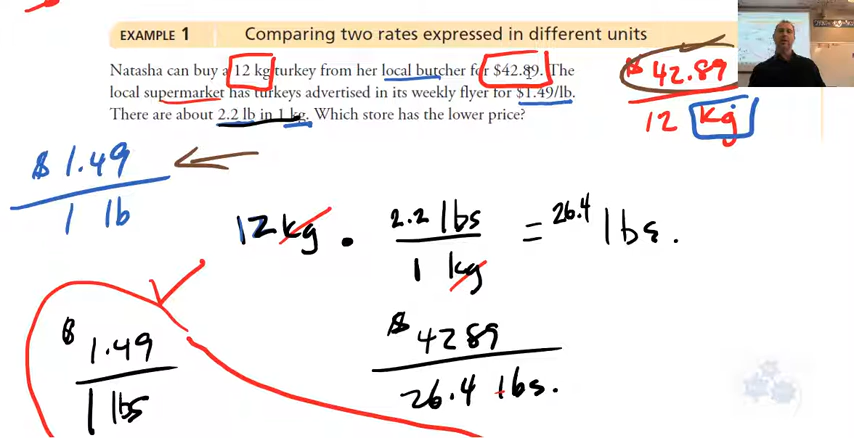 EXAMPLE 1 Comparing two rates expressed in different units
Natasha can buy a 12 kg turkey from her local butcher for $42.89. The
local supermarket has turkeys advertised in its weekly flyer for $1.49/lb.
There are about 2.2 lb in 1 kg. Which store has the lower price?
$ 42.89
12 kg
$ 1.49
1 lb
12 kg • 2.2 lbs = 26.4 lbs.
1 kg
$ 1.49
1 lbs
$ 42 89
26.4 lbs.